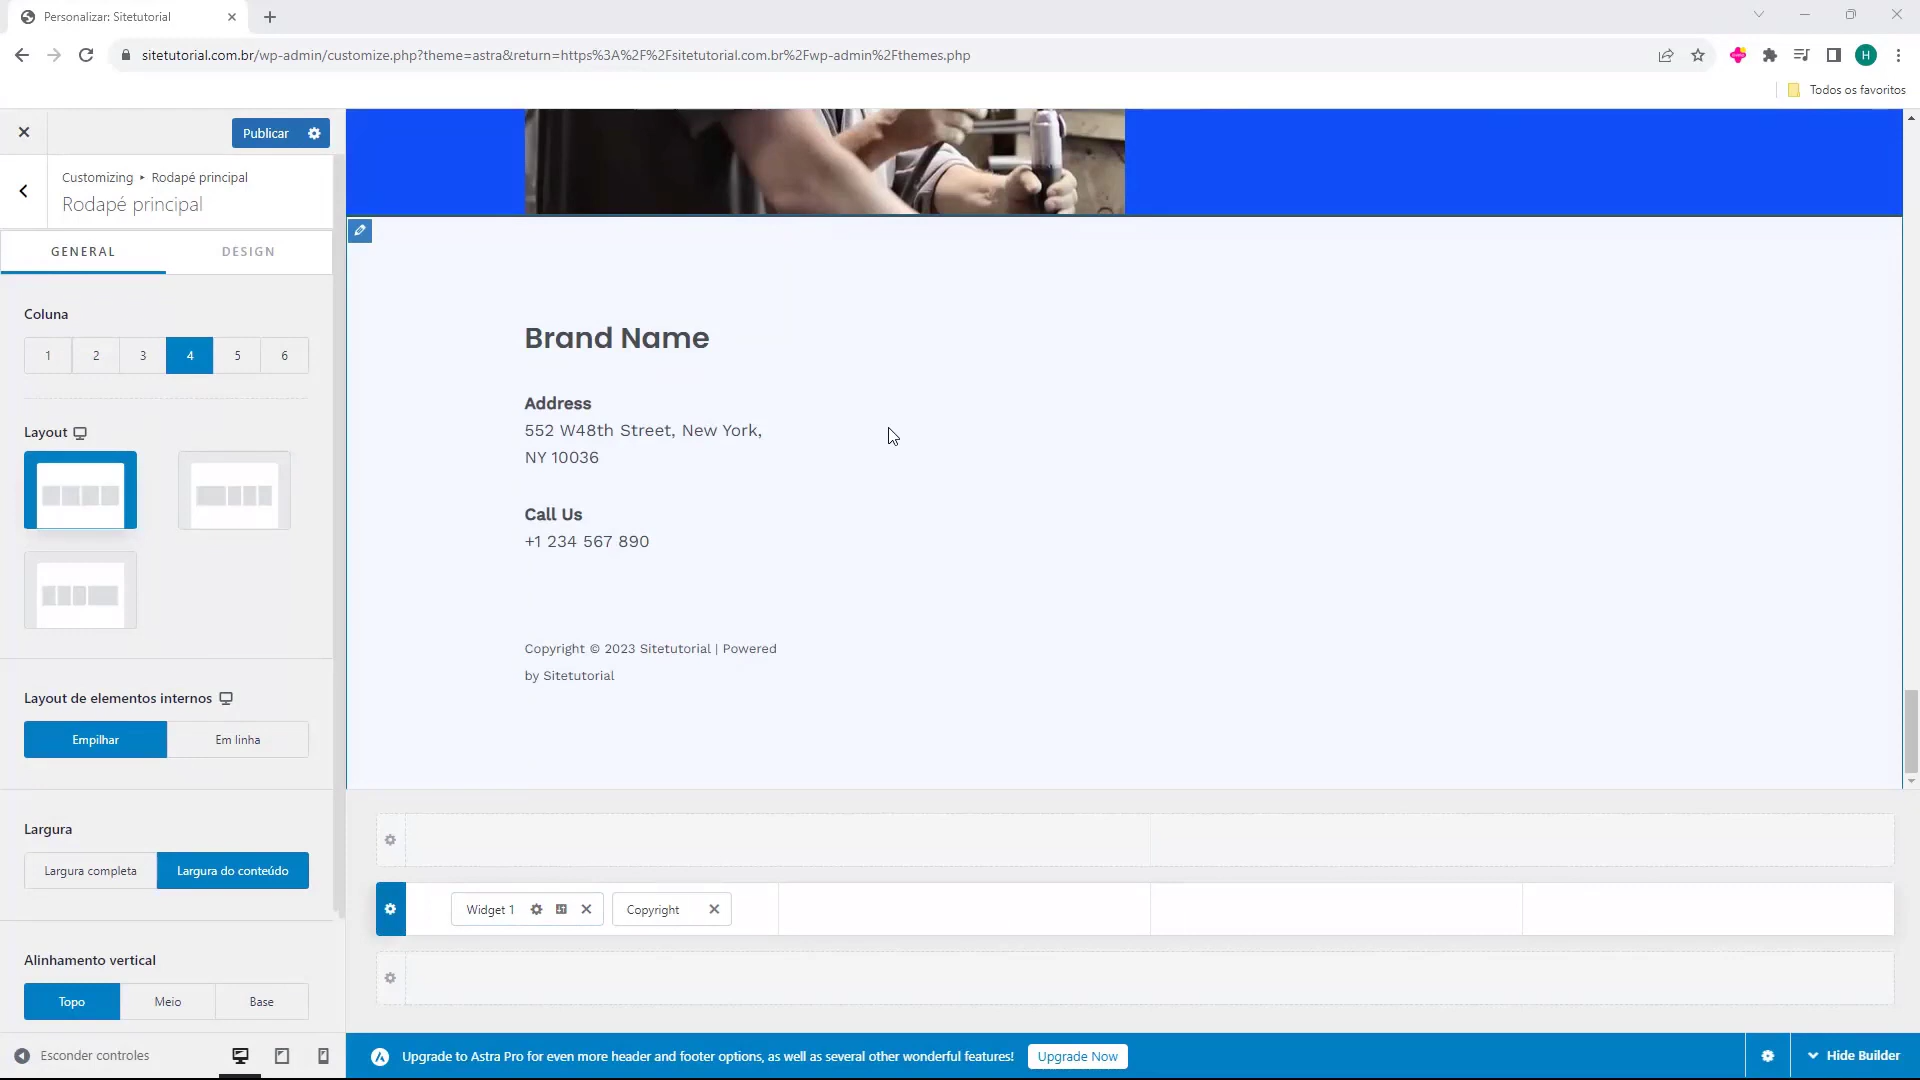 Personalizar: Sitetutorial
sitetutorial.com.br/wp-admin/customize.php?theme=astra&return=https%3A%2F%2Fsitetutorial.com.br%2Fwp-admin%2Fthemes.php
H
Todos os favoritos
Publicar
Customizing ▸ Rodapé principal
Rodapé principal
GENERAL DESIGN
Coluna
1 2 3 4 5 6
Layout
Layout de elementos internos
Empilhar Em linha
Largura
Largura completa Largura do conteúdo
Alinhamento vertical
Topo Meio Base
Esconder controles
Brand Name
Address
552 W48th Street, New York,
NY 10036
Call Us
+1 234 567 890
Copyright © 2023 Sitetutorial | Powered
by Sitetutorial
Widget 1 Copyright
Upgrade to Astra Pro for even more header and footer options, as well as several other wonderful features! Upgrade Now
Hide Builder